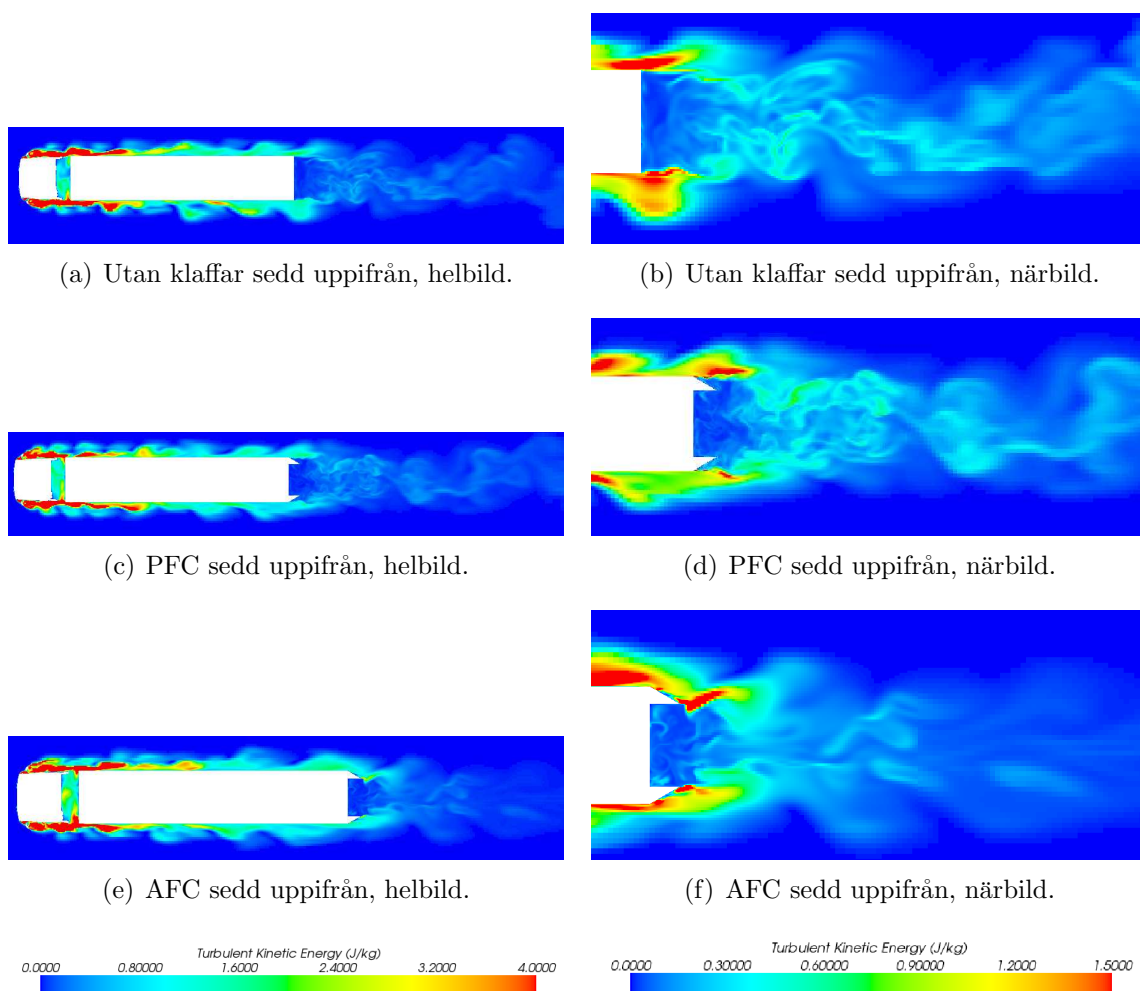 (a) Utan klaffar sedd uppifrån, helbild.
(b) Utan klaffar sedd uppifrån, närbild.
(c) PFC sedd uppifrån, helbild.
(d) PFC sedd uppifrån, närbild.
(e) AFC sedd uppifrån, helbild.
(f) AFC sedd uppifrån, närbild.
Turbulent Kinetic Energy (J/kg)
0.0000 0.80000 1.6000 2.4000 3.2000 4.0000
Turbulent Kinetic Energy (J/kg)
0.0000 0.30000 0.60000 0.90000 1.2000 1.5000